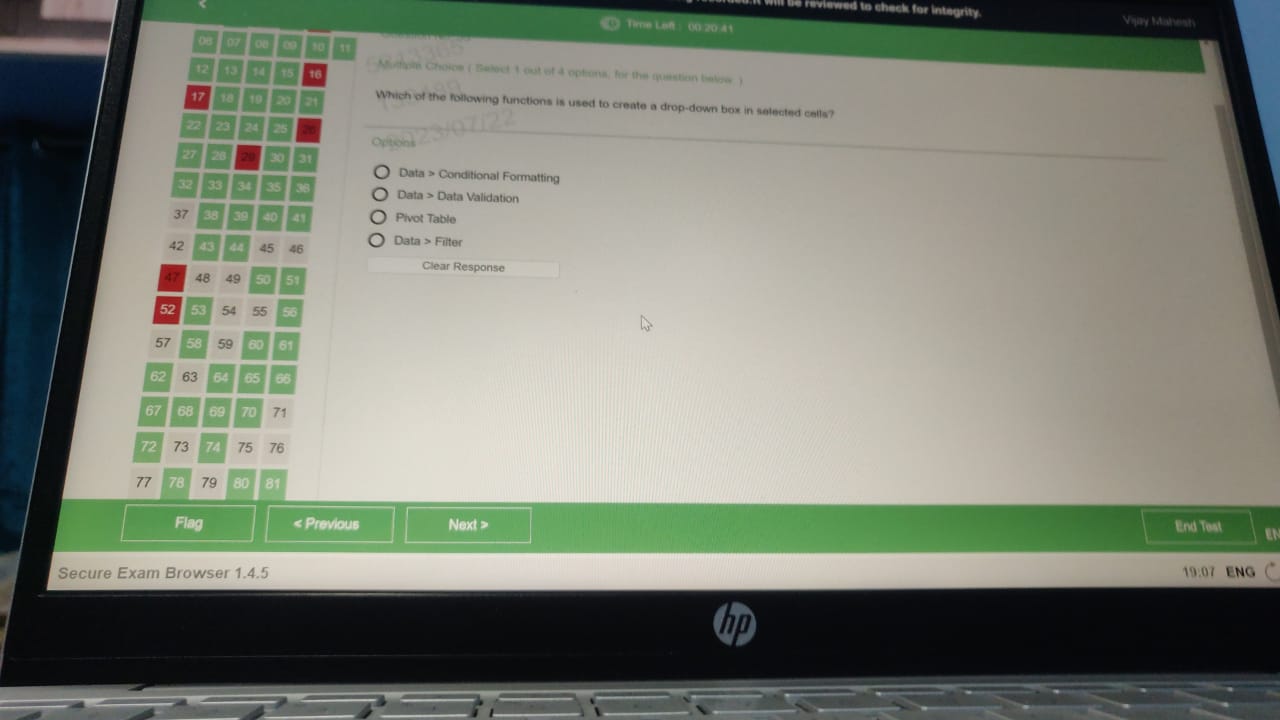 will be reviewed to check for integrity.
Vijay Mahesh
Time Left : 00:20:41
06 07 08 09 10 11
12 13 14 15 16
17 18 19 20 21
22 23 24 25 26
27 28 29 30 31
32 33 34 35 36
37 38 39 40 41
42 43 44 45 46
47 48 49 50 51
52 53 54 55 56
57 58 59 60 61
62 63 64 65 66
67 68 69 70 71
72 73 74 75 76
77 78 79 80 81
Multiple Choice ( Select 1 out of 4 options, for the question below )
Which of the following functions is used to create a drop-down box in selected cells?
2023/07/22
Options
Data > Conditional Formatting
Data > Data Validation
Pivot Table
Data > Filter
Clear Response
Flag
< Previous
Next >
End Test
EN
Secure Exam Browser 1.4.5
19:07 ENG
hp